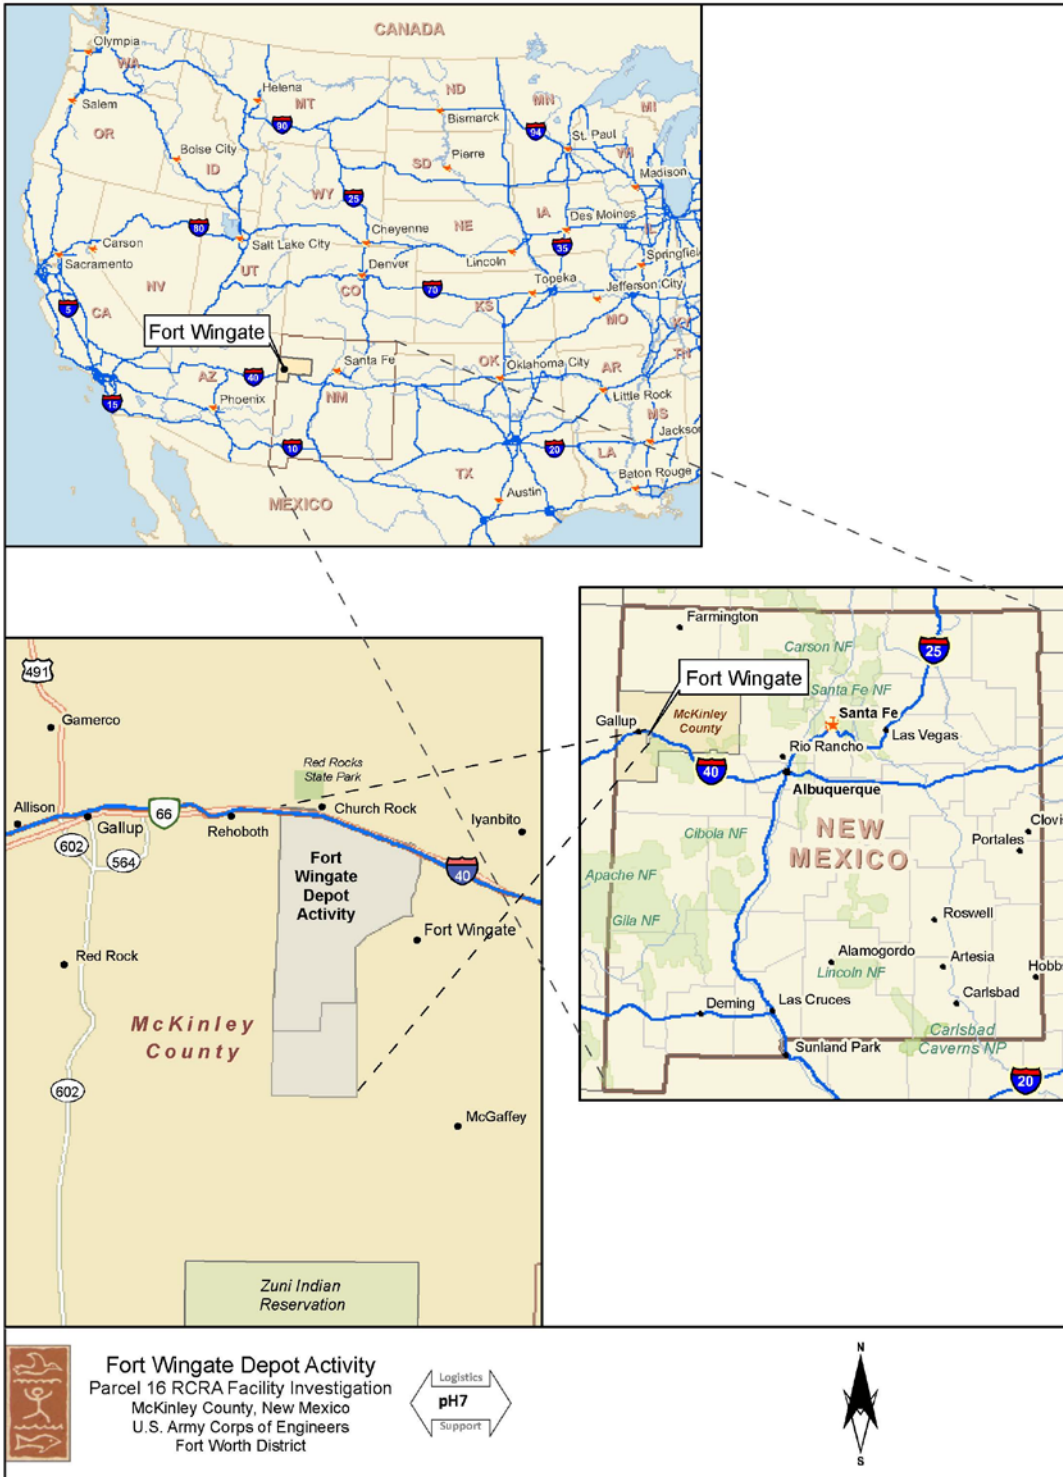 CANADA
Olympia
WA
Helena
MT
ND
MN
MI
Salem
90
Bismarck
94
St. Paul
OR
Boise City
ID
SD
Pierre
WI
Madison
WY
25
IA
Des Moines
80
Cheyenne
NE
IL
Carson
Salt Lake City
35
Sacramento
Lincoln
Springfiel
UT
Denver
Topeka
NV
CO
70
Jefferson City
5
CA
KS
MO
KY
Fort Wingate
TN
Santa Fe
OK
Oklahoma City
AR
AZ
40
NM
Little Rock
15
Phoenix
MS
Jackson
10
20
LA
TX
Baton Rouge
MEXICO
Austin
Farmington
Carson NF
25
Fort Wingate
Santa Fe NF
Gallup
McKinley
County
Santa Fe
Las Vegas
Rio Rancho
40
Albuquerque
NEW
MEXICO
Clovis
Cibola NF
Portales
Apache NF
Gila NF
Roswell
Alamogordo
Artesia
Lincoln NF
Hobbs
Carlsbad
Deming
Las Cruces
Carlsbad
Caverns NP
Sunland Park
20
491
Gamerco
Red Rocks
State Park
Allison
66
Church Rock
Gallup
Rehoboth
Iyanbito
602
564
Fort
Wingate
Depot
Activity
40
Fort Wingate
Red Rock
McKinley
County
602
McGaffey
Zuni Indian
Reservation
Fort Wingate Depot Activity
Parcel 16 RCRA Facility Investigation
McKinley County, New Mexico
U.S. Army Corps of Engineers
Fort Worth District
Logistics
pH7
Support
N
S